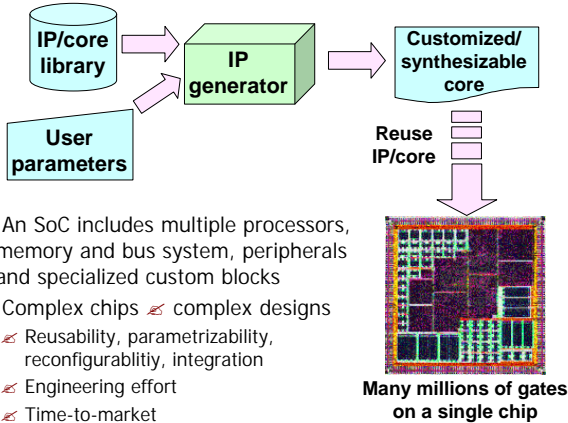 IP/core
library
IP
generator
Customized/
synthesizable
core
User
parameters
Reuse
IP/core
An SoC includes multiple processors,
memory and bus system, peripherals
and specialized custom blocks
Complex chips complex designs
Reusability, parametrizability,
reconfigurablitiy, integration
Engineering effort
Time-to-market
Many millions of gates
on a single chip